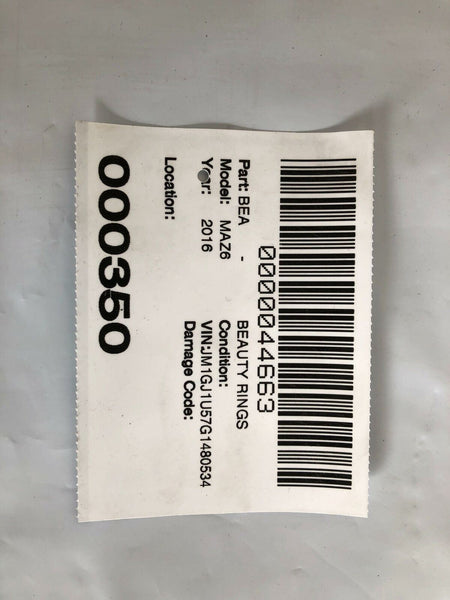 0000044663
Part: BEA - BEAUTY RINGS
Model: MAZ6 Condition:
Year: 2016 VIN:JM1GJ1U57G1480534
Damage Code:
Location:
000350